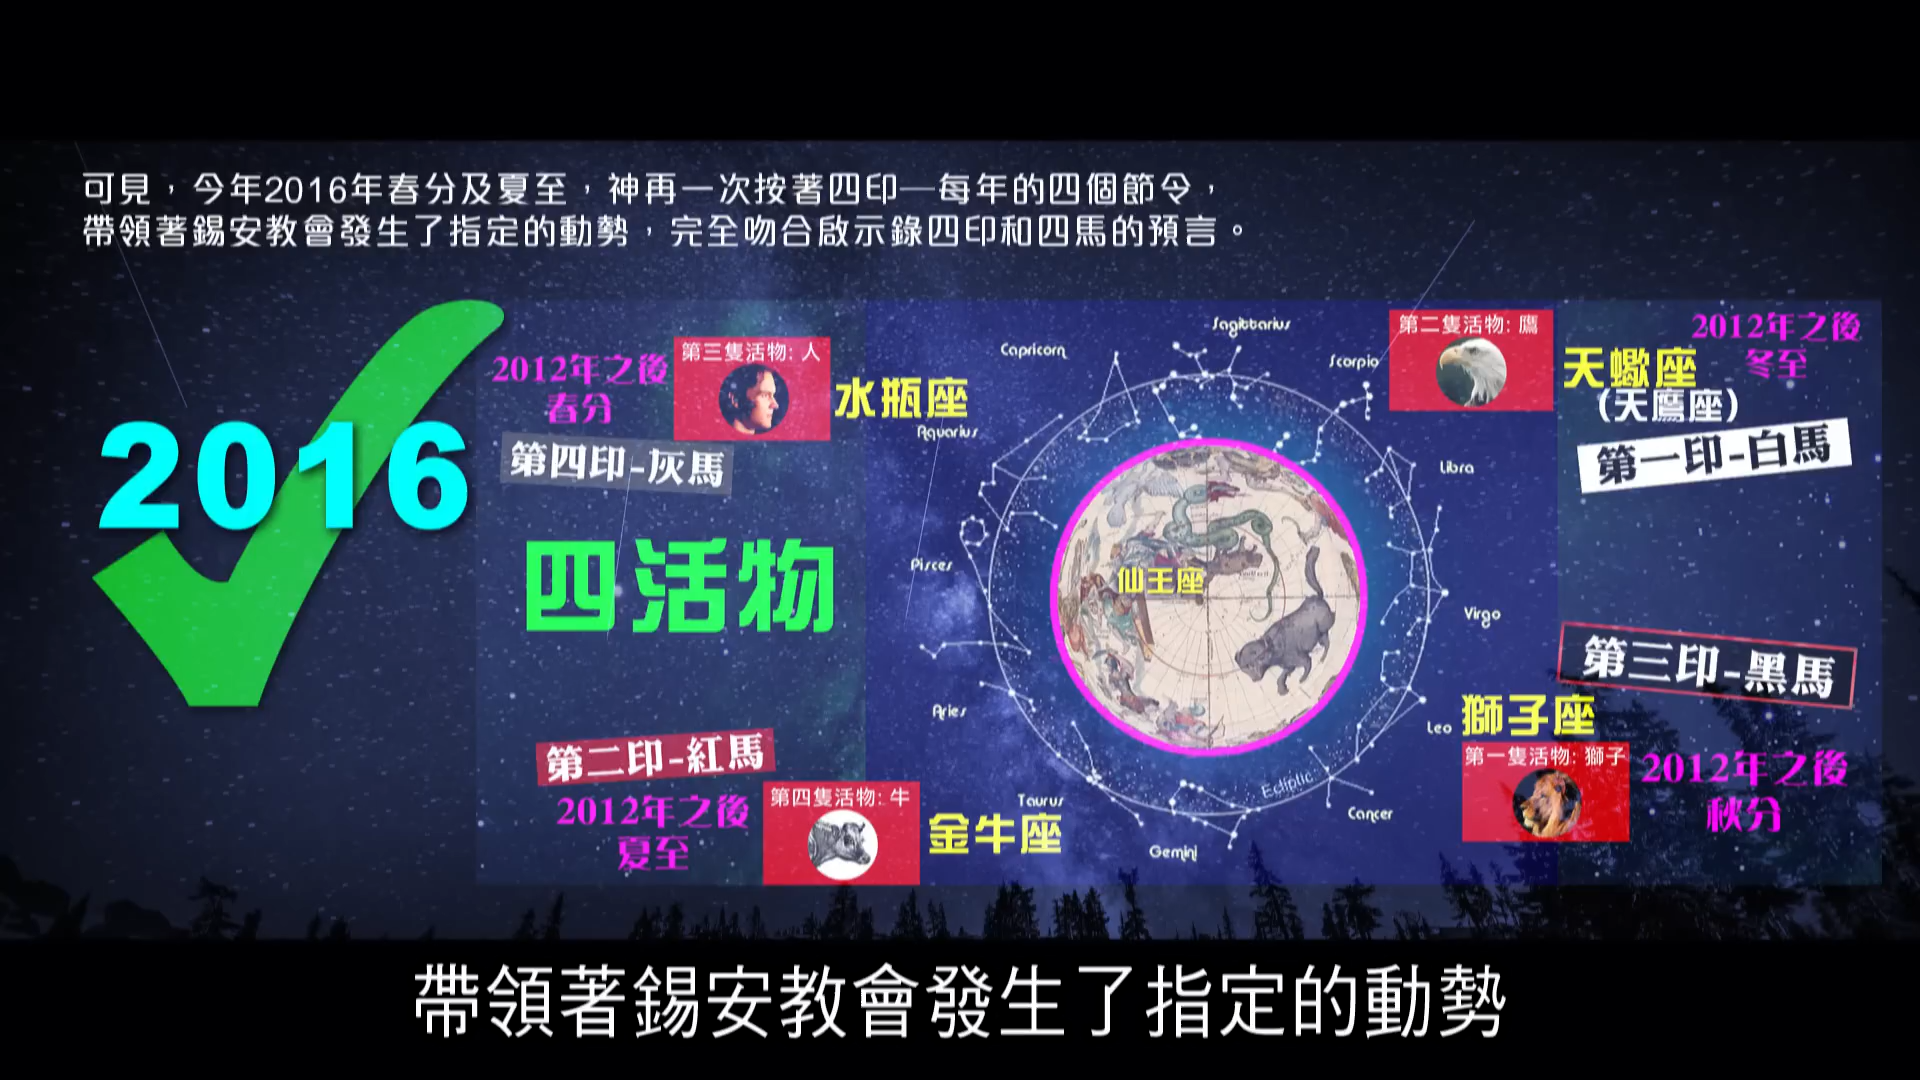 可見，今年2016年春分及夏至，神再一次按著四印—每年的四個節令，
帶領著錫安教會發生了指定的動勢，完全吻合啟示錄四印和四馬的預言。
2016
2012年之後
春分
第三隻活物: 人
水瓶座
Aquarius
第四印-灰馬
四活物
第二印-紅馬
2012年之後
夏至
第四隻活物: 牛
金牛座
Taurus
Capricorn
Sagittarius
Scorpio
Libra
Virgo
Leo
Cancer
Gemini
Aries
Pisces
Ecliptic
仙王座
第二隻活物: 鷹
天蠍座
(天鷹座)
2012年之後
冬至
第一印-白馬
第三印-黑馬
獅子座
第一隻活物: 獅子
2012年之後
秋分
帶領著錫安教會發生了指定的動勢